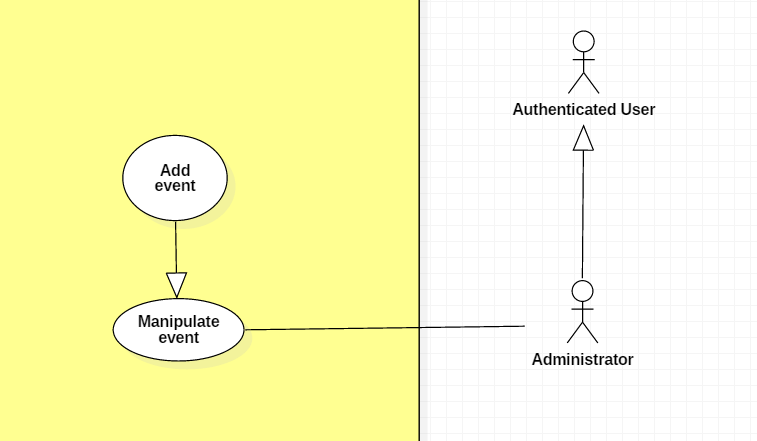 Authenticated User
Add
event
Manipulate
event
Administrator